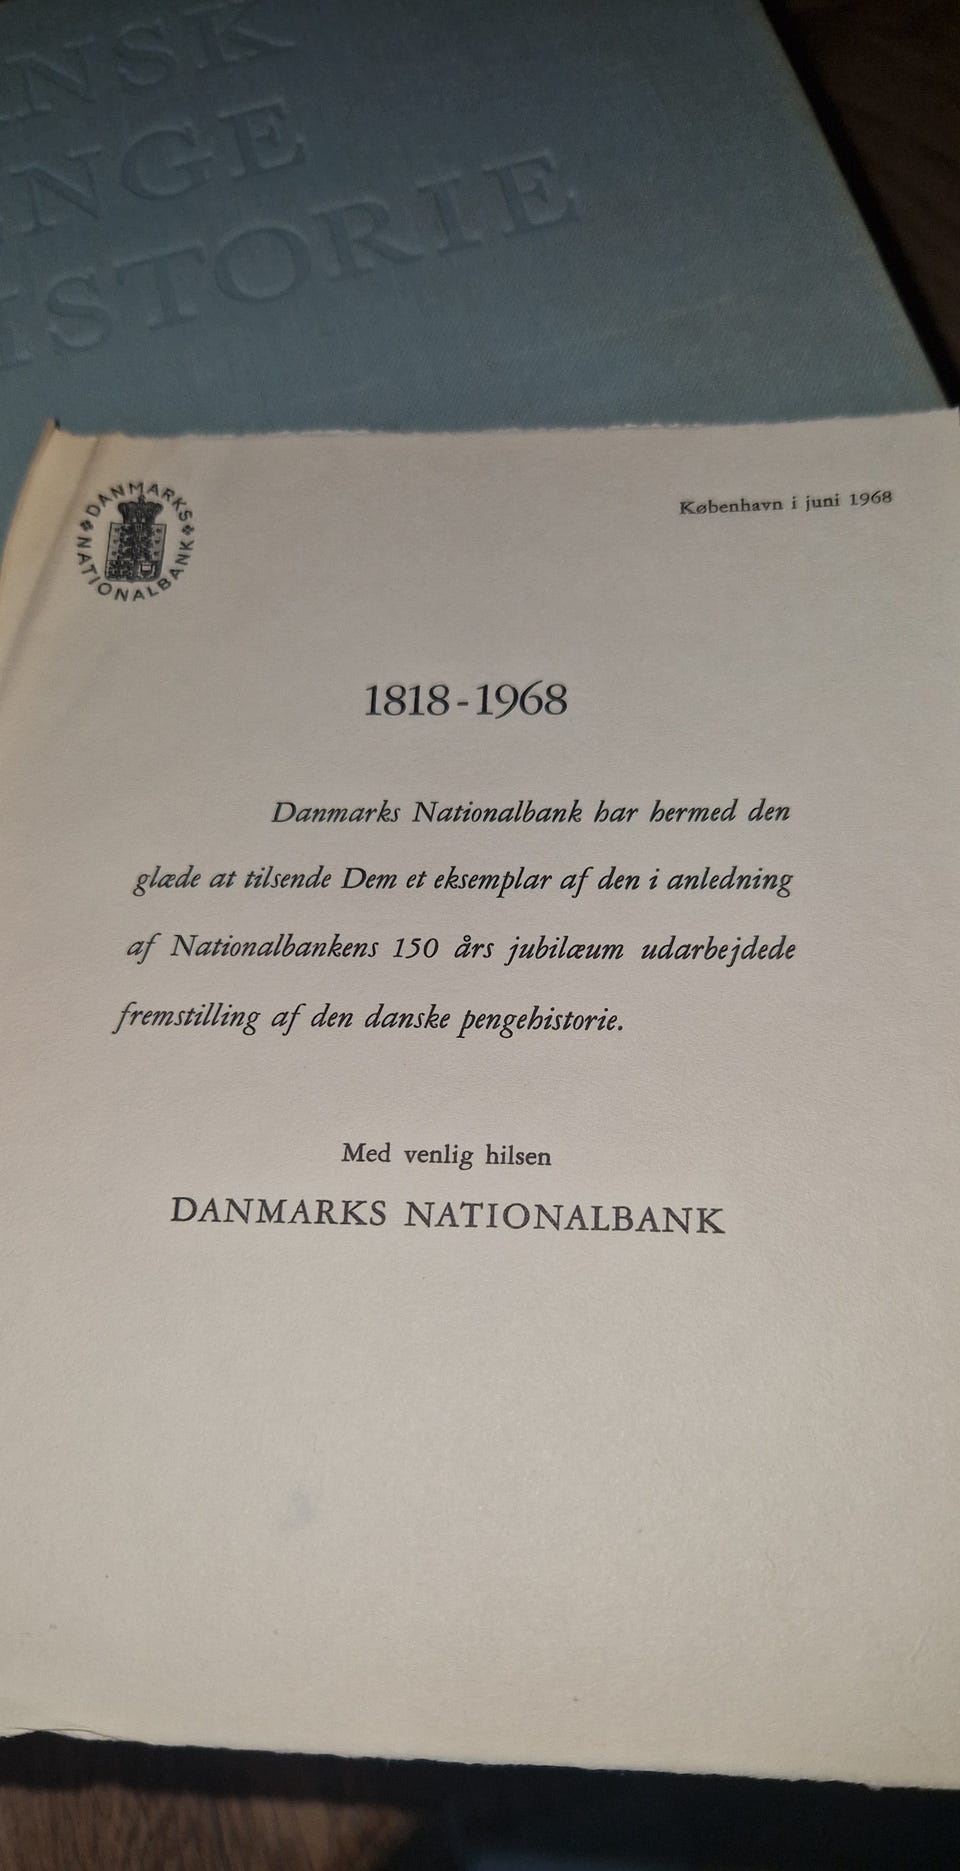 NSK
NGE
ISTORIE
DANMARKS
NATIONALBANK
København i juni 1968
1818-1968
Danmarks Nationalbank har hermed den
glæde at tilsende Dem et eksemplar af den i anledning
af Nationalbankens 150 års jubilæum udarbejdede
fremstilling af den danske pengehistorie.
Med venlig hilsen
DANMARKS NATIONALBANK